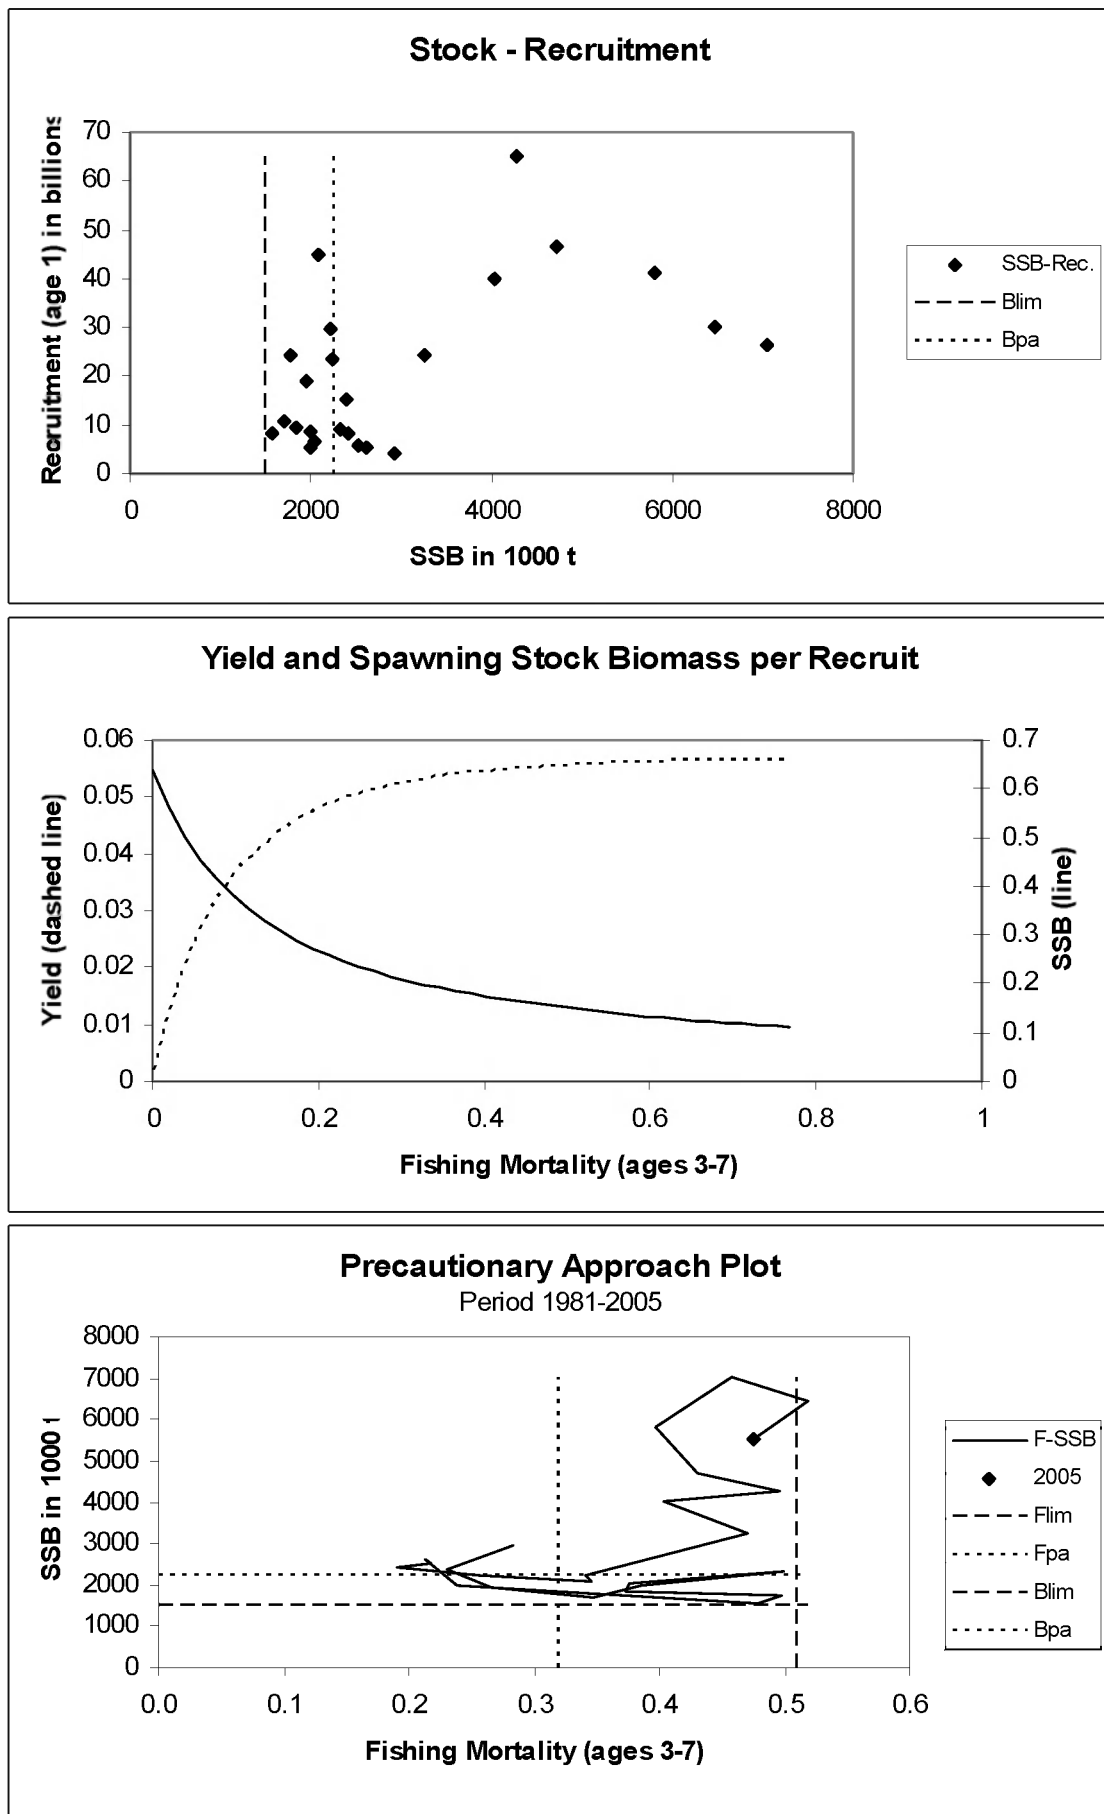 Stock - Recruitment
Recruitment (age 1) in billions
70
60
50
40
30
20
10
0
0 2000 4000 6000 8000
SSB in 1000 t
SSB-Rec.
Blim
Bpa
Yield and Spawning Stock Biomass per Recruit
Yield (dashed line)
0.06
0.05
0.04
0.03
0.02
0.01
0
0.7
0.6
0.5
0.4
0.3
0.2
0.1
0
SSB (line)
0 0.2 0.4 0.6 0.8 1
Fishing Mortality (ages 3-7)
Precautionary Approach Plot
Period 1981-2005
SSB in 1000 t
8000
7000
6000
5000
4000
3000
2000
1000
0
0.0 0.1 0.2 0.3 0.4 0.5 0.6
Fishing Mortality (ages 3-7)
F-SSB
2005
Flim
Fpa
Blim
Bpa